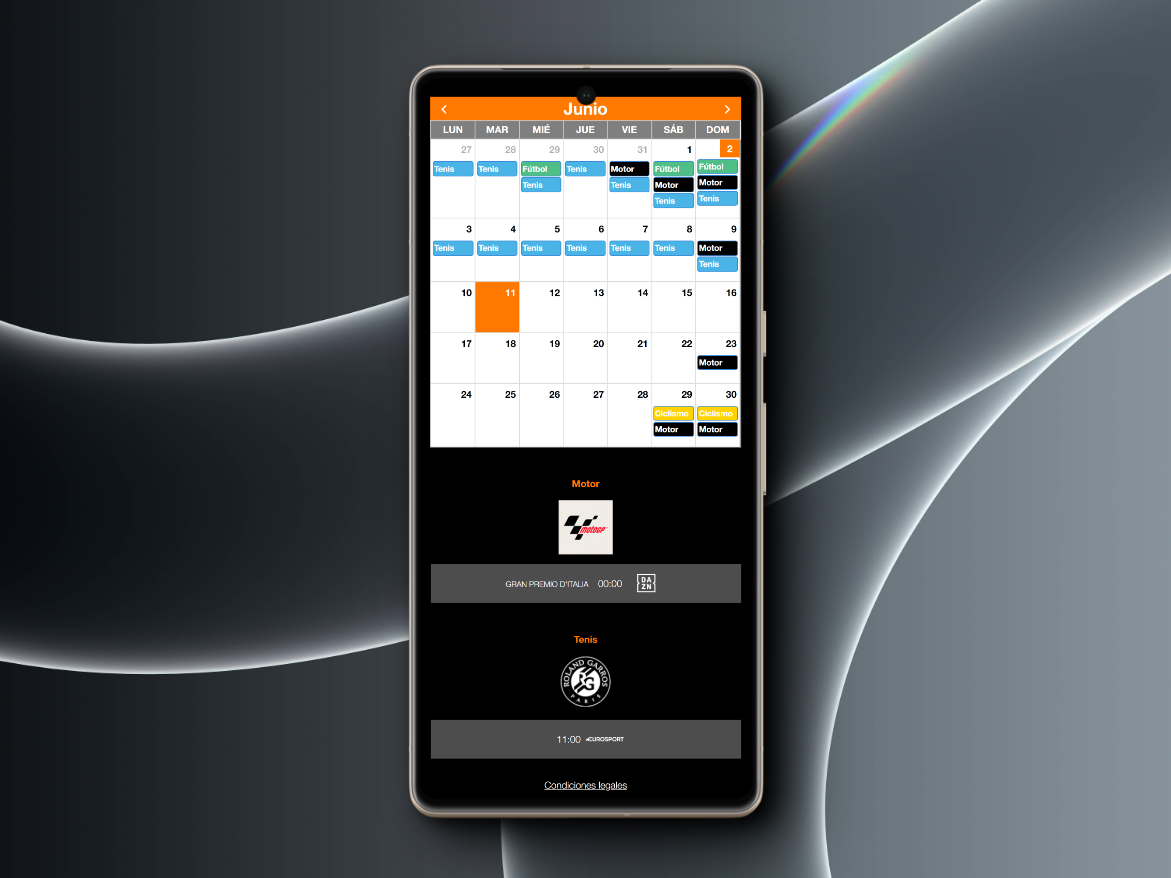 Junio
LUN MAR MIÉ JUE VIE SÁB DOM
27 28 29 30 31 1 2
Tenis Tenis Fútbol Tenis Motor Fútbol Fútbol
Tenis Tenis Motor Motor
Tenis Tenis
3 4 5 6 7 8 9
Tenis Tenis Tenis Tenis Tenis Tenis Motor
Tenis
10 11 12 13 14 15 16
17 18 19 20 21 22 23
Motor
24 25 26 27 28 29 30
Ciclismo Ciclismo
Motor Motor
Motor
motoGP
GRAN PREMIO D'ITALIA 00:00 DAZN
Tenis
ROLAND GARROS
RG
PARIS
11:00 EUROSPORT
Condiciones legales